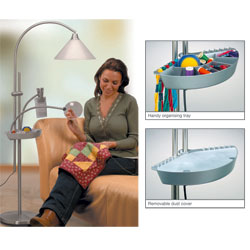 Handy organising tray
Removable dust cover